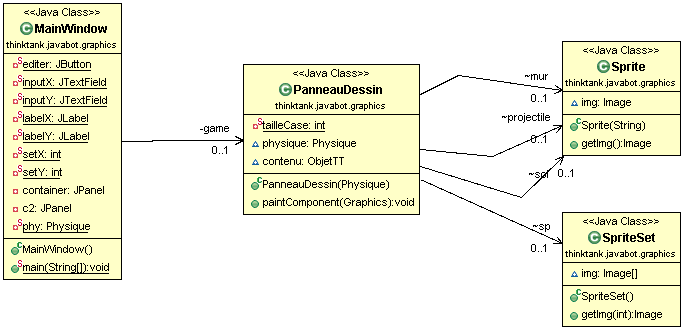 <<Java Class>>
MainWindow
thinktank.javabot.graphics
editer: JButton
inputX: JTextField
inputY: JTextField
labelX: JLabel
labelY: JLabel
setX: int
setY: int
container: JPanel
c2: JPanel
phy: Physique
MainWindow()
main(String[]):void
-game
0..1
<<Java Class>>
PanneauDessin
thinktank.javabot.graphics
tailleCase: int
physique: Physique
contenu: ObjetTT
PanneauDessin(Physique)
paintComponent(Graphics):void
~mur
0..1
~projectile
0..1
~sol
0..1
~sp
0..1
<<Java Class>>
Sprite
thinktank.javabot.graphics
img: Image
Sprite(String)
getImg():Image
<<Java Class>>
SpriteSet
thinktank.javabot.graphics
img: Image[]
SpriteSet()
getImg(int):Image